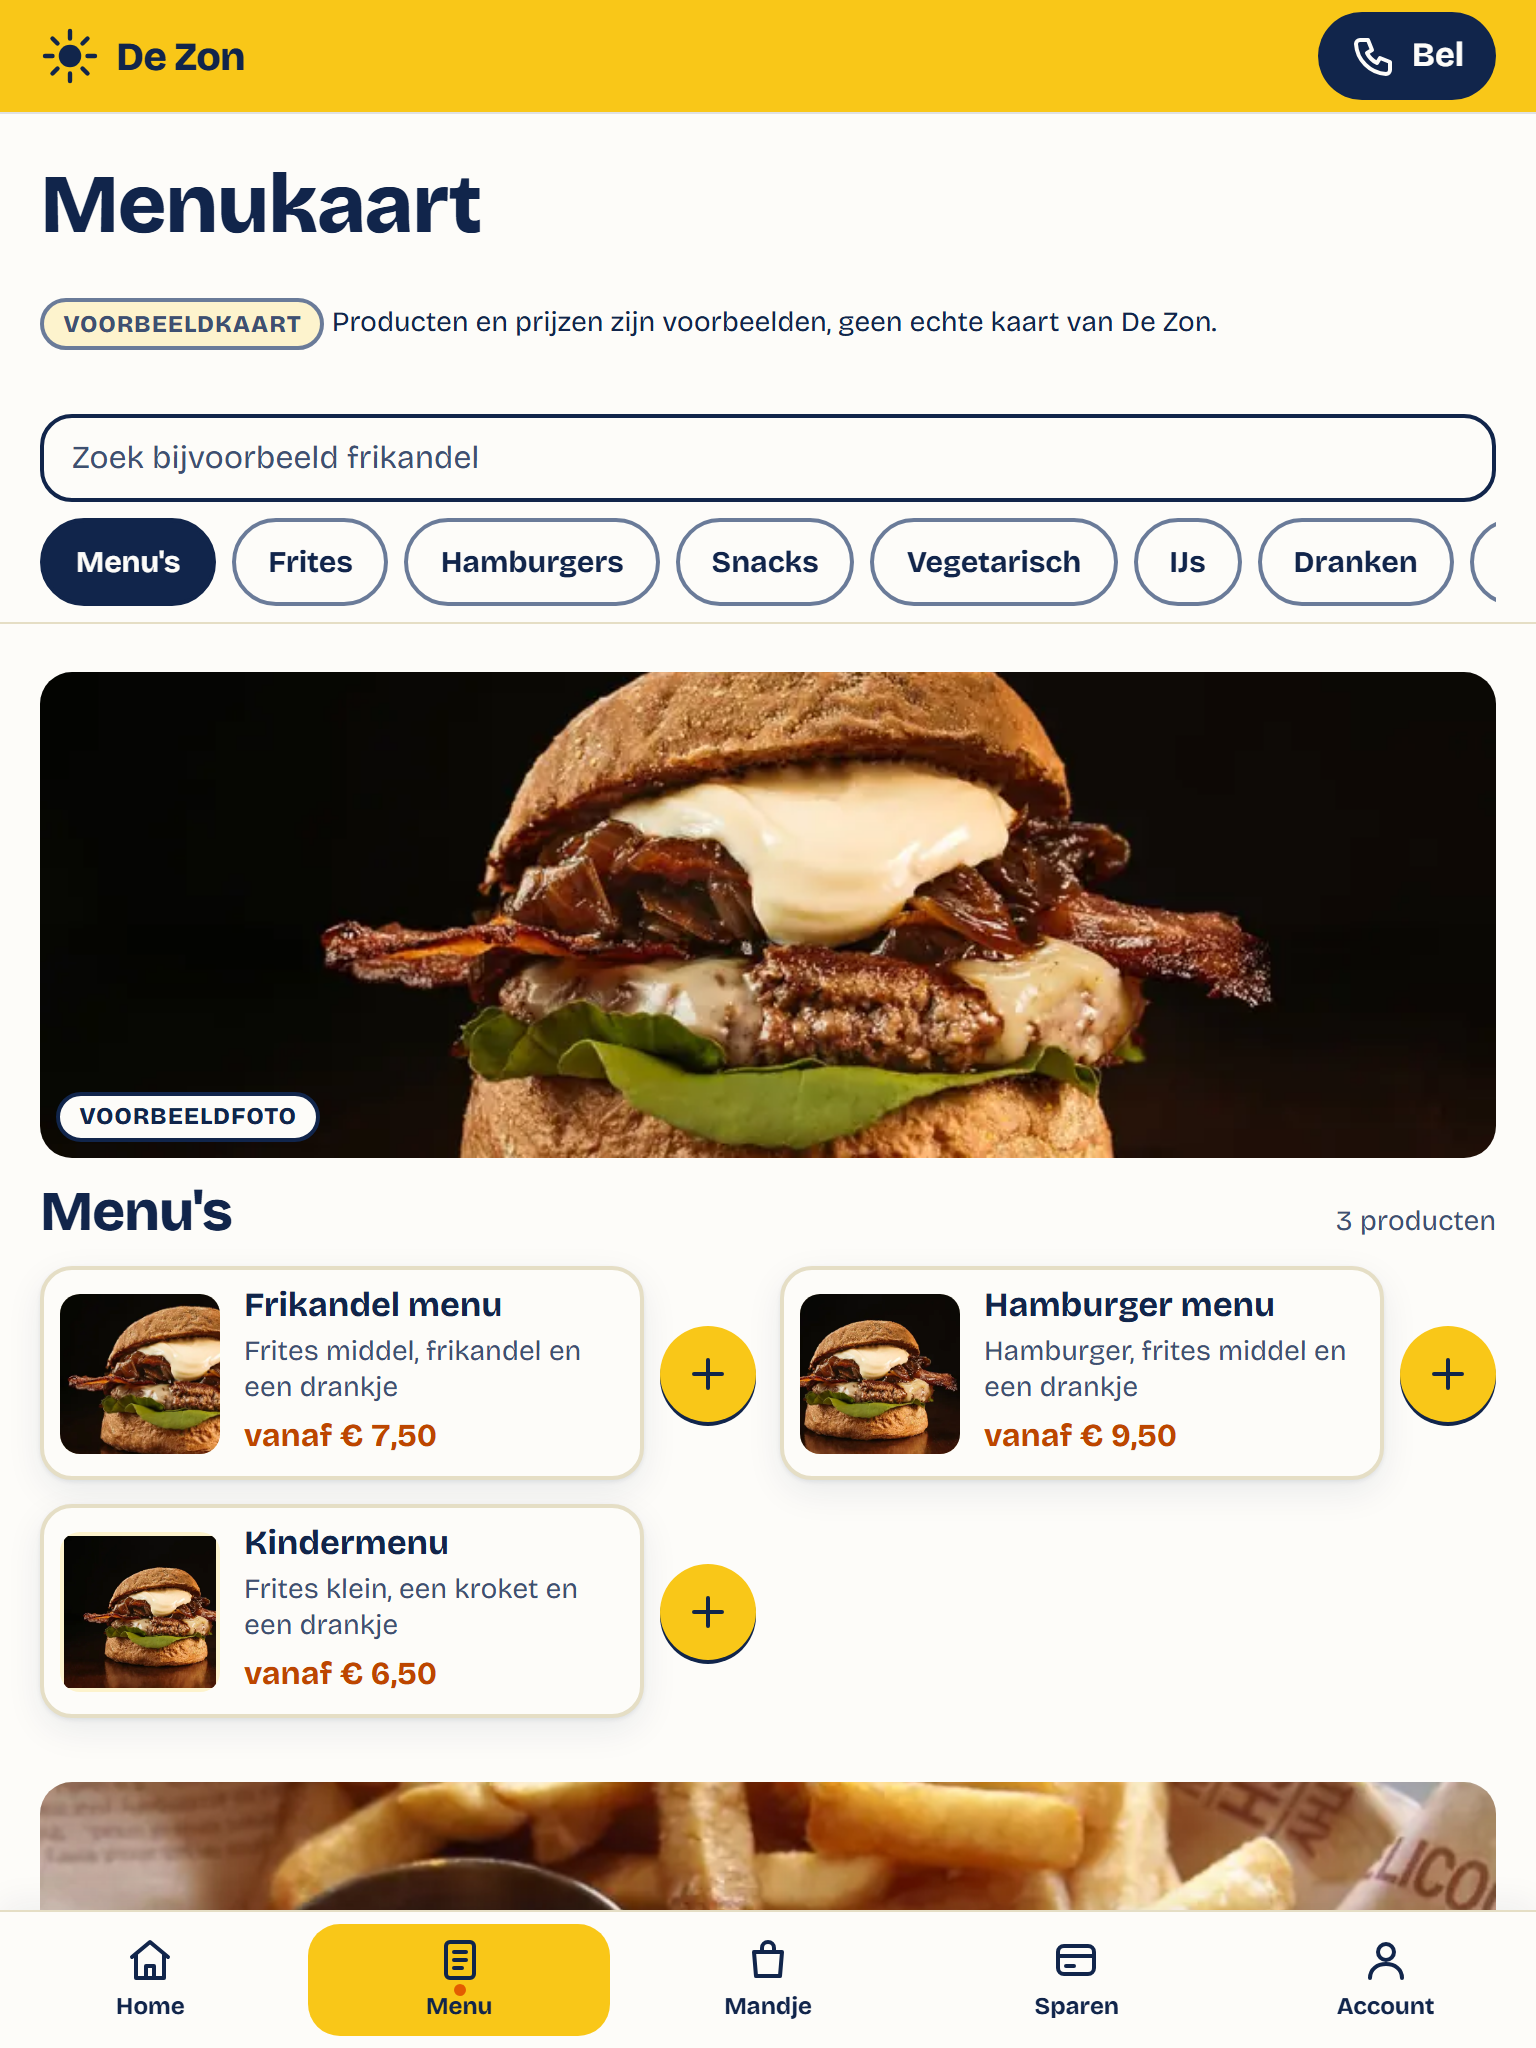 De Zon
Bel
Menukaart
VOORBEELDKAART Producten en prijzen zijn voorbeelden, geen echte kaart van De Zon.
Zoek bijvoorbeeld frikandel
Menu's Frites Hamburgers Snacks Vegetarisch IJs Dranken
VOORBEELDFOTO
Menu's
3 producten
Frikandel menu
Frites middel, frikandel en
een drankje
vanaf € 7,50
Hamburger menu
Hamburger, frites middel en
een drankje
vanaf € 9,50
Kindermenu
Frites klein, een kroket en
een drankje
vanaf € 6,50
Home Menu Mandje Sparen Account